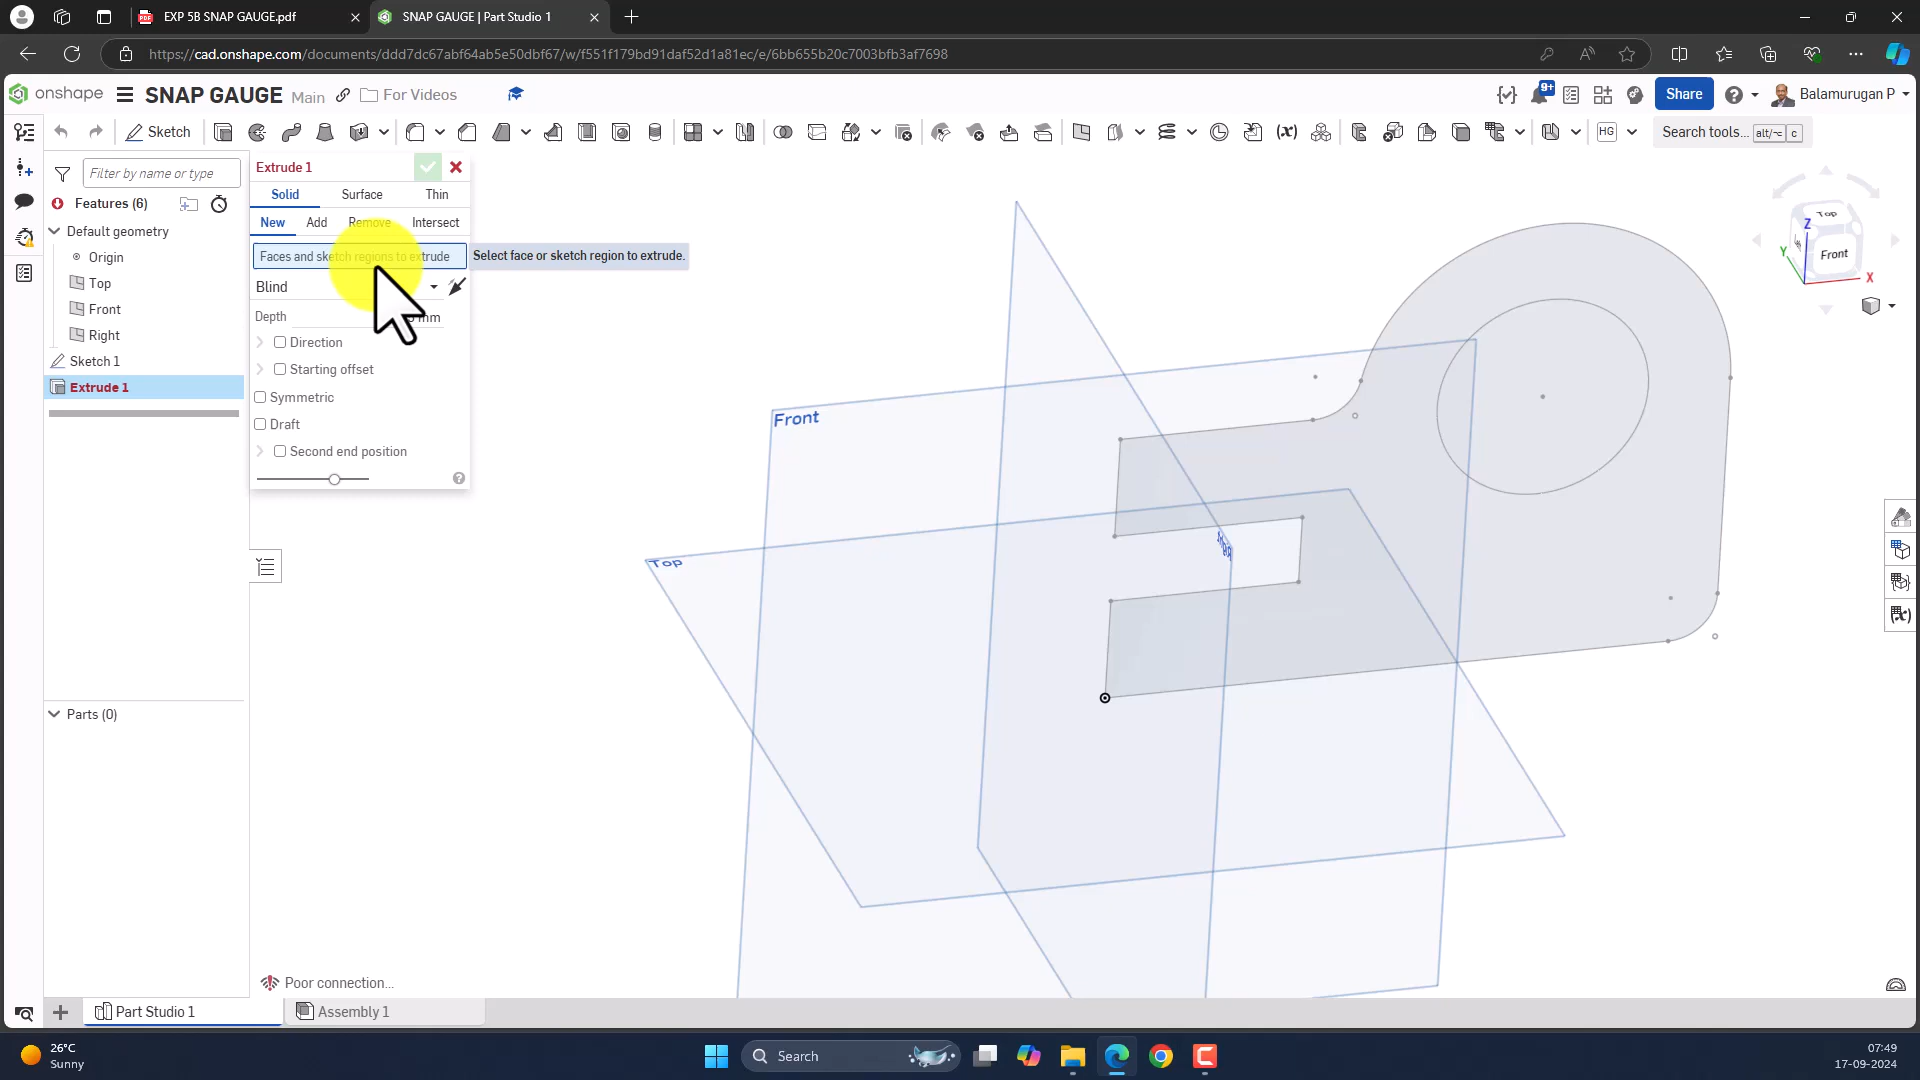 EXP 5B SNAP GAUGE.pdf
SNAP GAUGE | Part Studio 1
https://cad.onshape.com/documents/ddd7dc67abf64ab5e50dbf67/w/f551f179bd91daf52d1a81ec/e/6bb655b20c7003bfb3af7698
onshape
SNAP GAUGE
Main
For Videos
9+
Share
Balamurugan P
Sketch
HG
Search tools...
alt/⌥
c
Filter by name or type
Features (6)
Default geometry
Origin
Top
Front
Right
Sketch 1
Extrude 1
Parts (0)
Extrude 1
Solid
Surface
Thin
New
Add
Remove
Intersect
Faces and sketch regions to extrude
Select face or sketch region to extrude.
Blind
Depth
mm
Direction
Starting offset
Symmetric
Draft
Second end position
Front
Top
Top
Front
Z
Y
X
Poor connection...
Part Studio 1
Assembly 1
26°C
Sunny
Search
07:49
17-09-2024